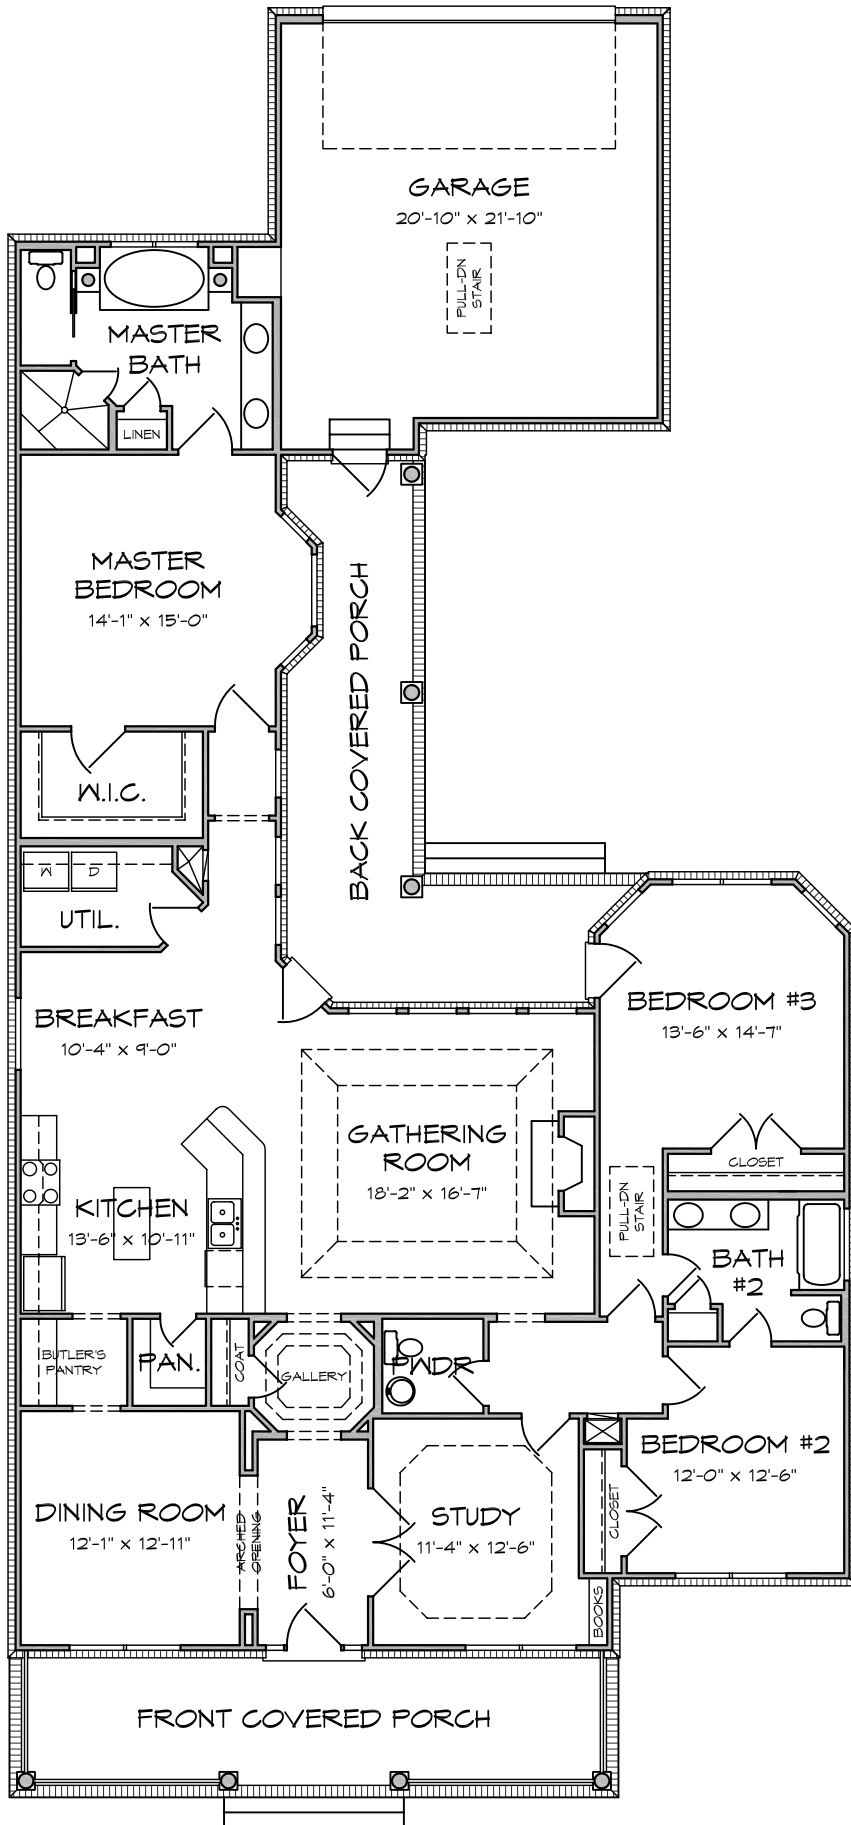 GARAGE
20'-10" x 21'-10"
PULL-DN
STAIR
MASTER
BATH
LINEN
MASTER
BEDROOM
14'-1" x 15'-0"
BACK COVERED PORCH
W.I.C.
W
D
UTIL.
BREAKFAST
10'-4" x 9'-0"
BEDROOM #3
13'-6" x 14'-7"
GATHERING
ROOM
18'-2" x 16'-7"
CLOSET
KITCHEN
13'-6" x 10'-11"
PULL-DN
STAIR
BATH
#2
BUTLER'S
PANTRY
PAN.
COAT
GALLERY
PWDR
BEDROOM #2
12'-0" x 12'-6"
DINING ROOM
12'-1" x 12'-11"
ARCHED
OPENING
FOYER
6'-0" x 11'-4"
STUDY
11'-4" x 12'-6"
CLOSET
BOOKS
FRONT COVERED PORCH